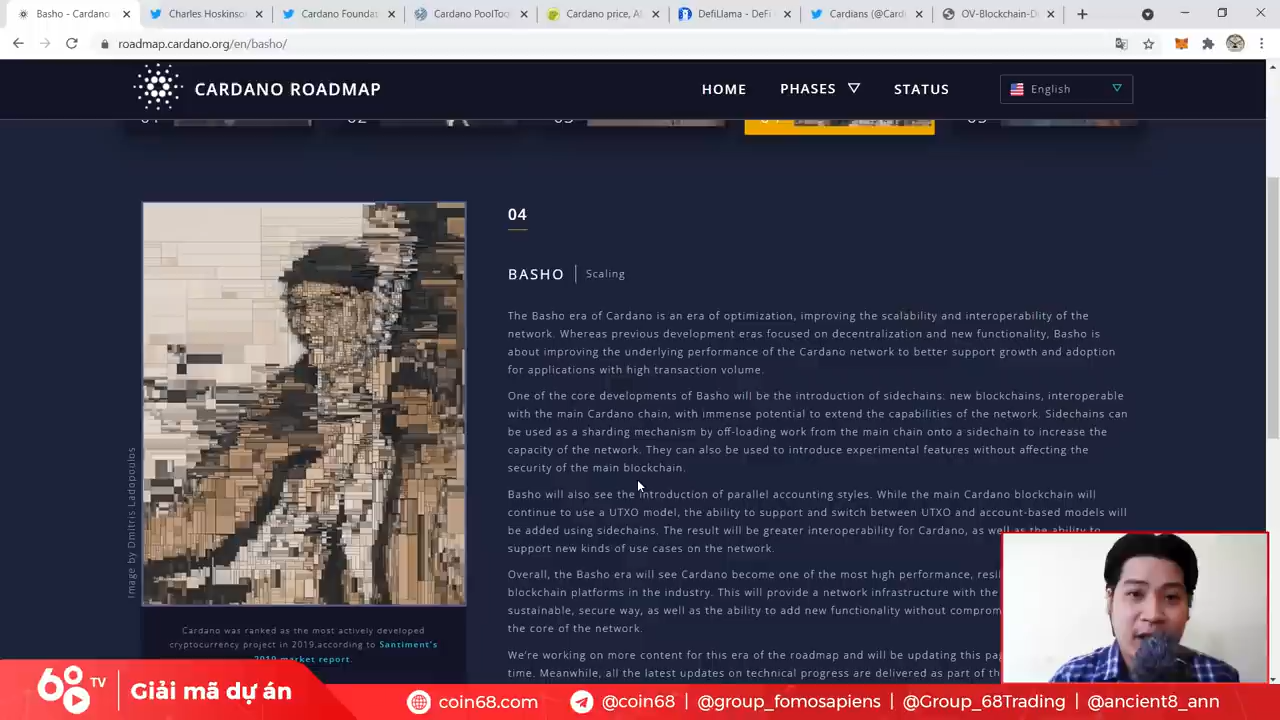 Basho - Cardano
Charles Hoskinso
Cardano Foundat
Cardano PoolToo
Cardano price, A
DefiLlama - DeFi
Cardians (@Card
OV-Blockchain-D
roadmap.cardano.org/en/basho/
CARDANO ROADMAP
HOME
PHASES
STATUS
English
04
BASHO
Scaling
The Basho era of Cardano is an era of optimization, improving the scalability and interoperability of the
network. Whereas previous development eras focused on decentralization and new functionality, Basho is
about improving the underlying performance of the Cardano network to better support growth and adoption
for applications with high transaction volume.
One of the core developments of Basho will be the introduction of sidechains: new blockchains, interoperable
with the main Cardano chain, with immense potential to extend the capabilities of the network. Sidechains can
be used as a sharding mechanism by off-loading work from the main chain onto a sidechain to increase the
capacity of the network. They can also be used to introduce experimental features without affecting the
security of the main blockchain.
Basho will also see the introduction of parallel accounting styles. While the main Cardano blockchain will
continue to use a UTXO model, the ability to support and switch between UTXO and account-based models will
be added using sidechains. The result will be greater interoperability for Cardano, as well as the ability to
support new kinds of use cases on the network.
Overall, the Basho era will see Cardano become one of the most high performance, resil
blockchain platforms in the industry. This will provide a network infrastructure with the
sustainable, secure way, as well as the ability to add new functionality without comprom
the core of the network.
We're working on more content for this era of the roadmap and will be updating this pag
time. Meanwhile, all the latest updates on technical progress are delivered as part of th
Image by Dmitris Ladopoulos
Cardano was ranked as the most actively developed
cryptocurrency project in 2019,according to Santiment's
2019 market report.
68 TV
Giải mã dự án
coin68.com
@coin68 | @group_fomosapiens | @Group_68Trading | @ancient8_ann